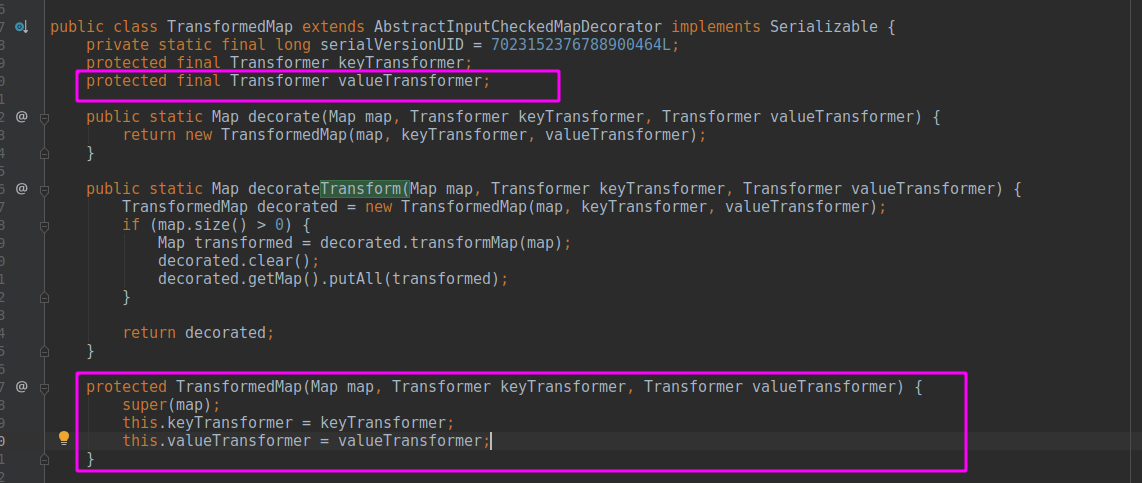 public class TransformedMap extends AbstractInputCheckedMapDecorator implements Serializable {
    private static final long serialVersionUID = 7023152376788900464L;
    protected final Transformer keyTransformer;
    protected final Transformer valueTransformer;
@
    public static Map decorate(Map map, Transformer keyTransformer, Transformer valueTransformer) {
        return new TransformedMap(map, keyTransformer, valueTransformer);
    }
@
    public static Map decorateTransform(Map map, Transformer keyTransformer, Transformer valueTransformer) {
        TransformedMap decorated = new TransformedMap(map, keyTransformer, valueTransformer);
        if (map.size() > 0) {
            Map transformed = decorated.transformMap(map);
            decorated.clear();
            decorated.getMap().putAll(transformed);
        }
        return decorated;
    }
@
    protected TransformedMap(Map map, Transformer keyTransformer, Transformer valueTransformer) {
        super(map);
        this.keyTransformer = keyTransformer;
        this.valueTransformer = valueTransformer;
    }